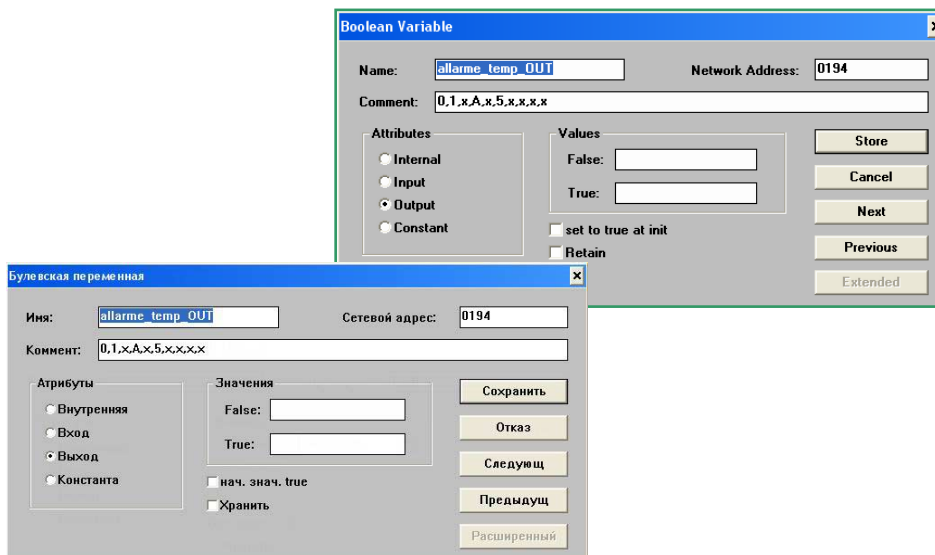 Boolean Variable
Name: allarme_temp_OUT Network Address: 0194
Comment: 0,1,x,A,x,5,x,x,x,x
Attributes
Internal
Input
Output
Constant
Values
False:
True:
set to true at init
Retain
Store
Cancel
Next
Previous
Extended
Булевская переменная
Имя: allarme_temp_OUT Сетевой адрес: 0194
Коммент: 0,1,x,A,x,5,x,x,x,x
Атрибуты
Внутренняя
Вход
Выход
Константа
Значения
False:
True:
нач. знач. true
Хранить
Сохранить
Отказ
Следующ
Предыдущ
Расширенный